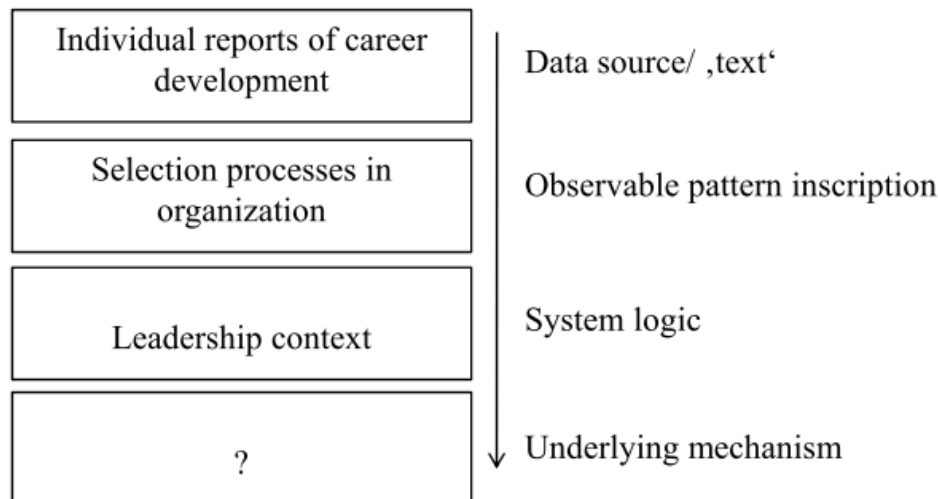 Individual reports of career
development
Data source/ ‚text‘
Selection processes in
organization
Observable pattern inscription
Leadership context
System logic
?
Underlying mechanism